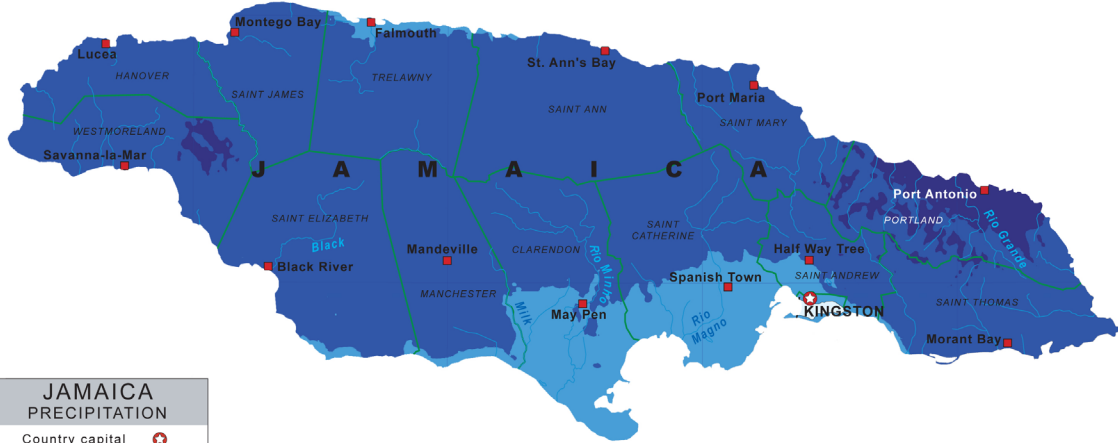 Montego Bay
Falmouth
Lucea
St. Ann's Bay
HANOVER
TRELAWNY
SAINT JAMES
Port Maria
SAINT ANN
SAINT MARY
WESTMORELAND
Savanna-la-Mar
JAMAICA
Port Antonio
PORTLAND
SAINT ELIZABETH
SAINT
CATHERINE
Rio Grande
Black
Mandeville
CLARENDON
Rio Minho
Half Way Tree
Black River
Spanish Town
SAINT ANDREW
MANCHESTER
Milk
May Pen
Rio
Magno
KINGSTON
SAINT THOMAS
Morant Bay
JAMAICA
PRECIPITATION
Country capital